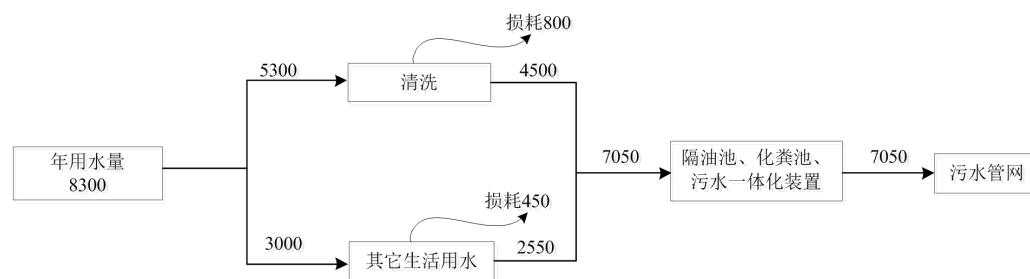 损耗800
5300
清洗
4500
年用水量
8300
7050
隔油池、化粪池、
污水一体化装置
7050
污水管网
损耗450
3000
其它生活用水
2550